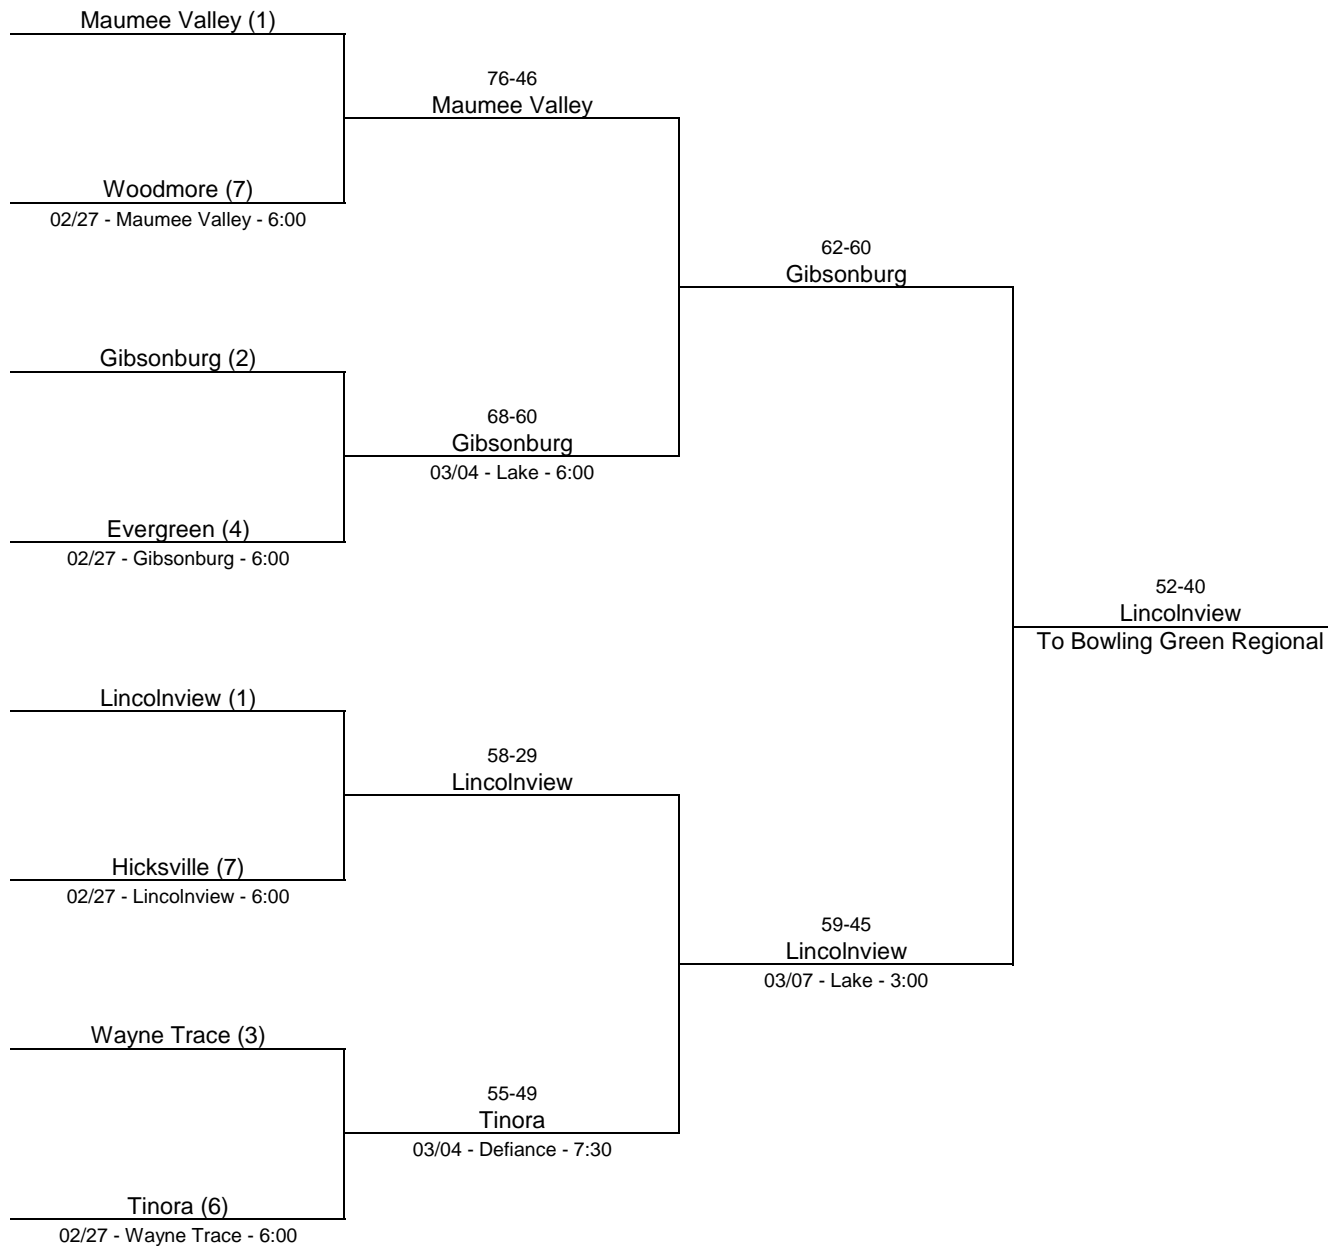 Maumee Valley (1)
76-46
Maumee Valley
Woodmore (7)
02/27 - Maumee Valley - 6:00
62-60
Gibsonburg
Gibsonburg (2)
68-60
Gibsonburg
03/04 - Lake - 6:00
Evergreen (4)
02/27 - Gibsonburg - 6:00
52-40
Lincolnview
To Bowling Green Regional
Lincolnview (1)
58-29
Lincolnview
Hicksville (7)
02/27 - Lincolnview - 6:00
59-45
Lincolnview
03/07 - Lake - 3:00
Wayne Trace (3)
55-49
Tinora
03/04 - Defiance - 7:30
Tinora (6)
02/27 - Wayne Trace - 6:00